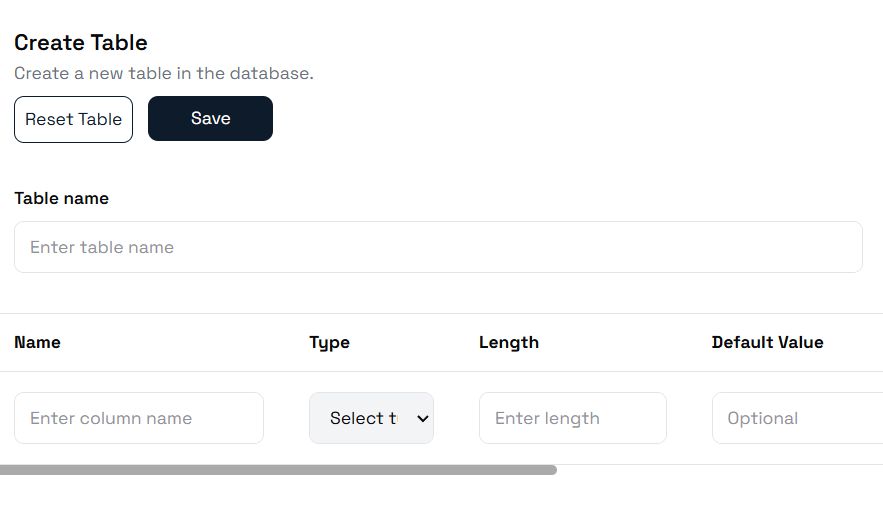 Create Table
Create a new table in the database.
Reset Table Save
Table name
Enter table name
Name Type Length Default Value
Enter column name Select Enter length Optional